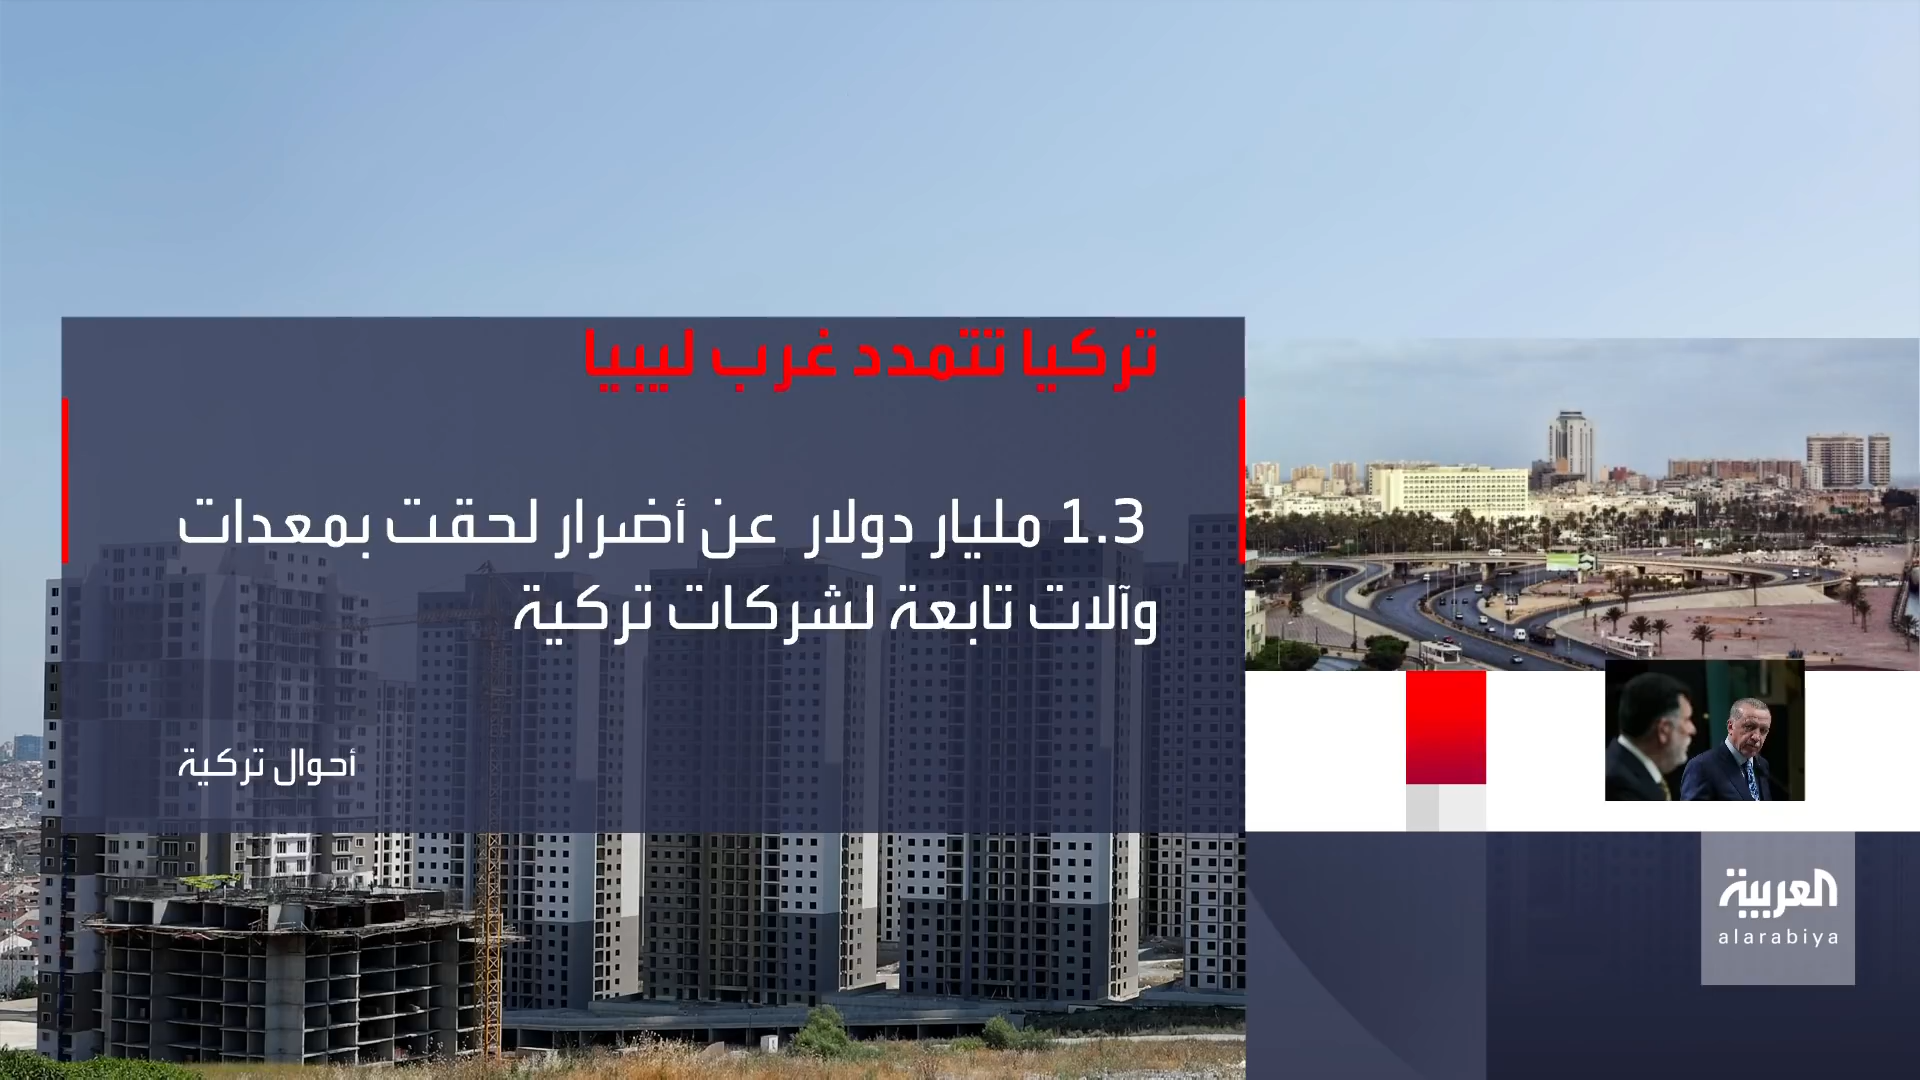 تركيا تتمدد غرب ليبيا
1.3 مليار دولار عن أضرار لحقت بمعدات
وآلات تابعة لشركات تركية
أحوال تركية
العربية
alarabiya